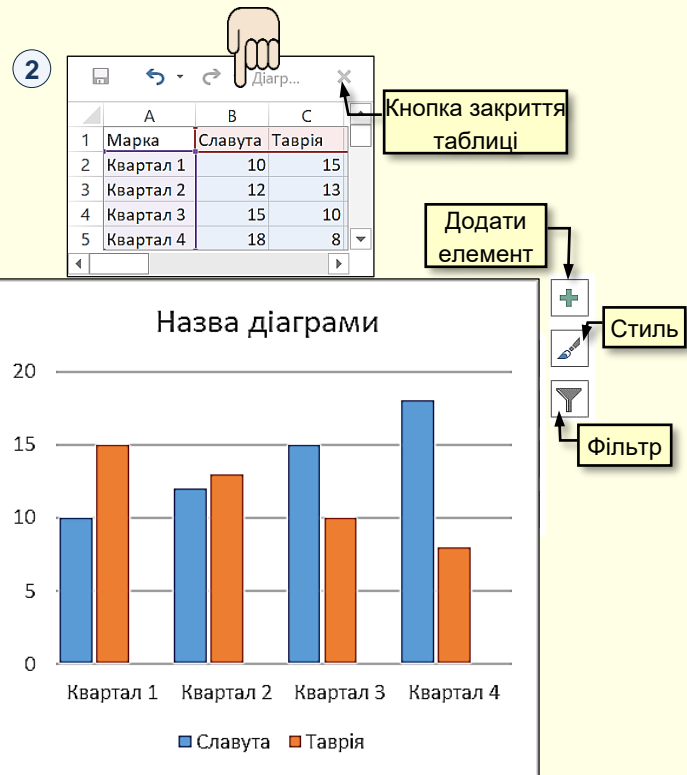 2
Діагр...
Кнопка закриття
таблиці
A B C
1 Марка Славута Таврія
2 Квартал 1 10 15
3 Квартал 2 12 13
4 Квартал 3 15 10
5 Квартал 4 18 8
Додати
елемент
Стиль
Фільтр
Назва діаграми
20
15
10
5
0
Квартал 1 Квартал 2 Квартал 3 Квартал 4
Славута Таврія